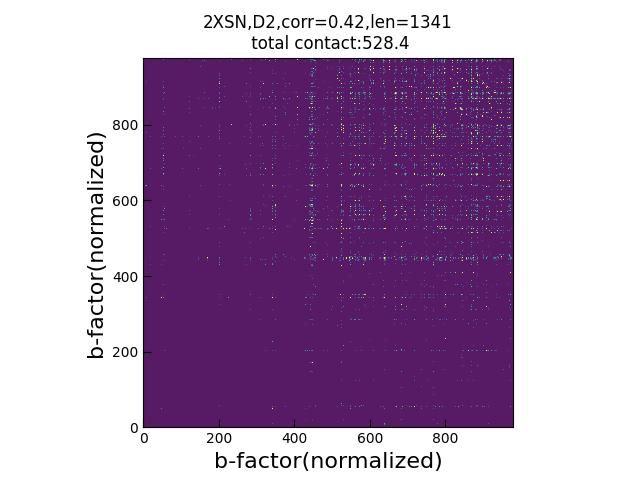 2XSN,D2,corr=0.42,len=1341
total contact:528.4
b-factor(normalized)
800
600
400
200
0
0 200 400 600 800
b-factor(normalized)